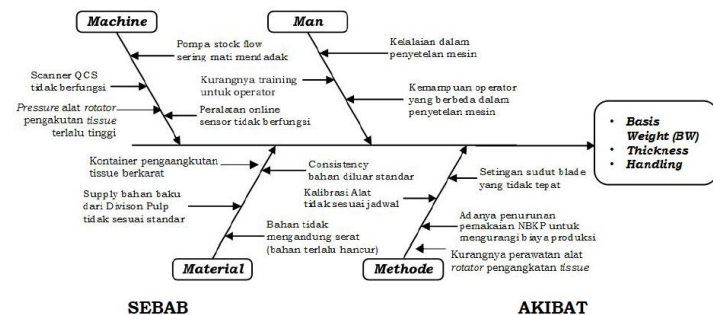 Machine
Man
Pompa stock flow
sering mati mendadak
Scanner QCS
tidak berfungsi
Pressure alat rotator
pengakutan tissue
terlalu tinggi
Peralatan online
sensor tidak berfungsi
Kelalaian dalam
penyetelan mesin
Kurangnya training
untuk operator
Kemampuan operator
yang berbeda dalam
penyetelan mesin
• Basis
Weight (BW)
• Thickness
• Handling
Kontainer pengaangkutan
tissue berkarat
Consistency
bahan diluar standar
Supply bahan baku
dari Divison Pulp
tidak sesuai standar
Bahan tidak
mengandung serat
(bahan terlalu hancur)
Setingan sudut blade
yang tidak tepat
Kalibrasi Alat
tidak sesuai jadwal
Adanya penurunan
pemakaian NBKP untuk
mengurangi biaya produksi
Kurangnya perawatan alat
rotator pengangkatan tissue
Material
Methode
SEBAB
AKIBAT